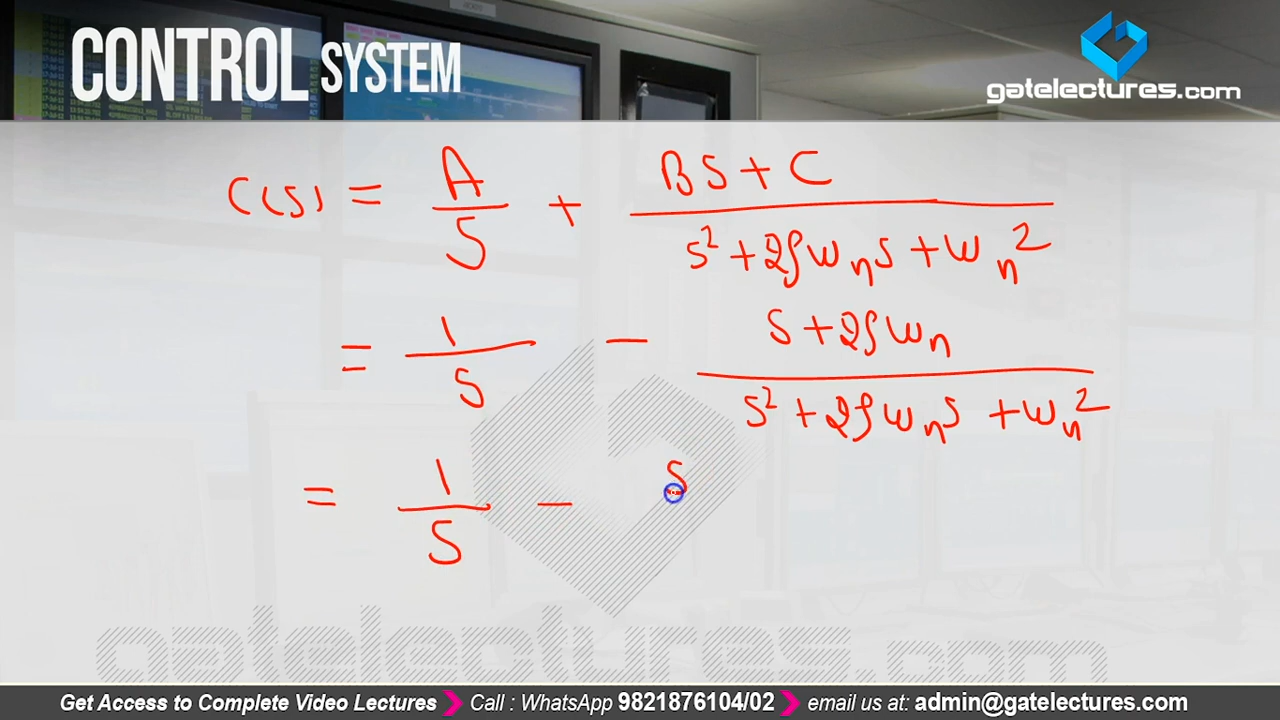 CONTROL SYSTEM
gatelectures.com
C(S) = A/S + BS + C / S² + 2ζωₙS + ωₙ²
= 1/S - S + 2ζωₙ / S² + 2ζωₙS + ωₙ²
= 1/S - S
gatelectures.com
Get Access to Complete Video Lectures Call : WhatsApp 9821876104/02 email us at: admin@gatelectures.com